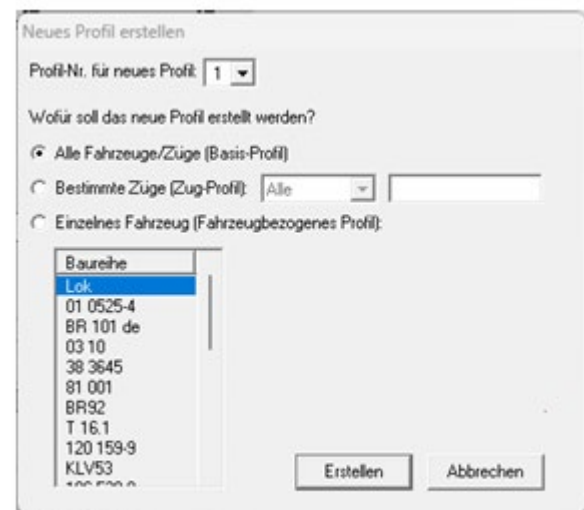 Neues Profil erstellen
Profil-Nr. für neues Profil: 1
Wofür soll das neue Profil erstellt werden?
Alle Fahrzeuge/Züge (Basis-Profil)
Bestimmte Züge (Zug-Profil): Alle
Einzelnes Fahrzeug (Fahrzeugbezogenes Profil):
Baureihe
Lok
01 0525-4
BR 101 de
03 10
38 3645
81 001
BR92
T 16.1
120 159-9
KLV53
Erstellen Abbrechen